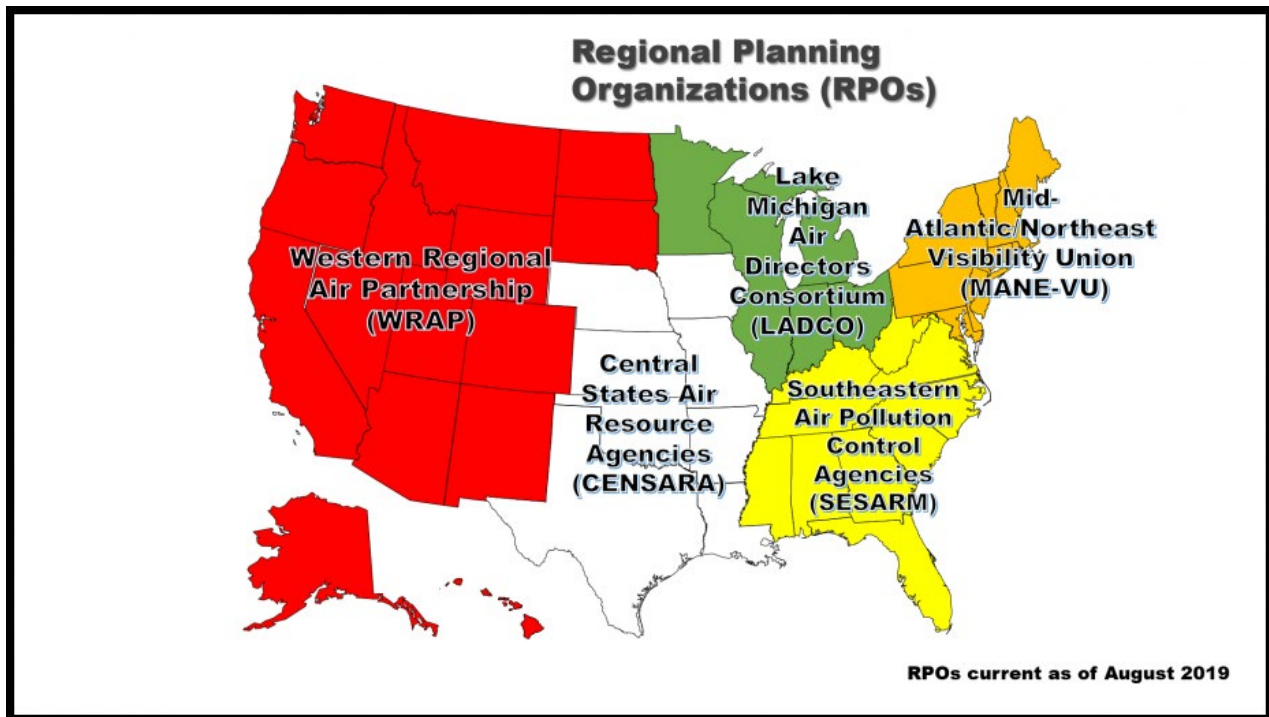 Regional Planning
Organizations (RPOs)
Western Regional
Air Partnership
(WRAP)
Lake
Michigan
Air
Directors
Consortium
(LADCO)
Mid-
Atlantic/Northeast
Visibility Union
(MANE-VU)
Central
States Air
Resource
Agencies
(CENSARA)
Southeastern
Air Pollution
Control
Agencies
(SESARM)
RPOs current as of August 2019